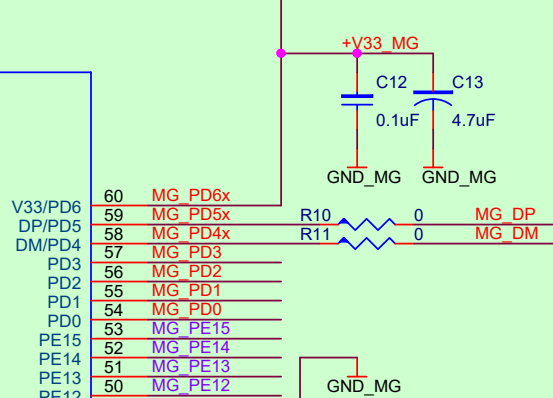 +V33_MG
C12 C13
0.1uF 4.7uF
GND_MG GND_MG
V33/PD6 60 MG_PD6x
DP/PD5 59 MG_PD5x R10 0 MG_DP
DM/PD4 58 MG_PD4x R11 0 MG_DM
PD3 57 MG_PD3
PD2 56 MG_PD2
PD1 55 MG_PD1
PD0 54 MG_PD0
PE15 53 MG_PE15
PE14 52 MG_PE14
PE13 51 MG_PE13
PE12 50 MG_PE12
GND_MG